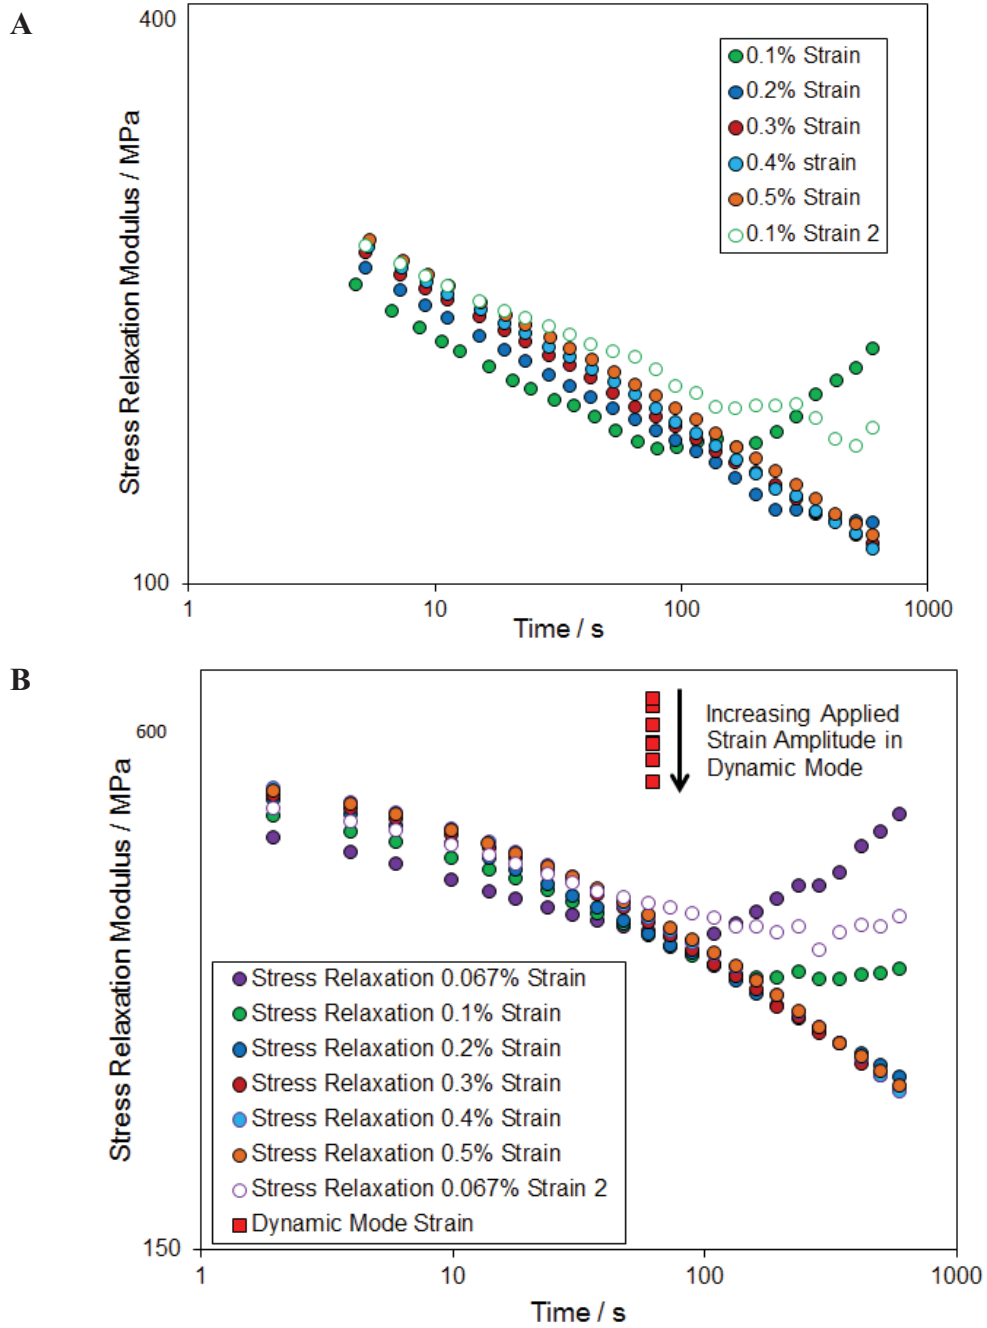 A
400
Stress Relaxation Modulus / MPa
0.1% Strain
0.2% Strain
0.3% Strain
0.4% strain
0.5% Strain
0.1% Strain 2
100
1
10
100
1000
Time / s
B
600
Stress Relaxation Modulus / MPa
Increasing Applied
Strain Amplitude in
Dynamic Mode
Stress Relaxation 0.067% Strain
Stress Relaxation 0.1% Strain
Stress Relaxation 0.2% Strain
Stress Relaxation 0.3% Strain
Stress Relaxation 0.4% Strain
Stress Relaxation 0.5% Strain
Stress Relaxation 0.067% Strain 2
Dynamic Mode Strain
150
1
10
100
1000
Time / s